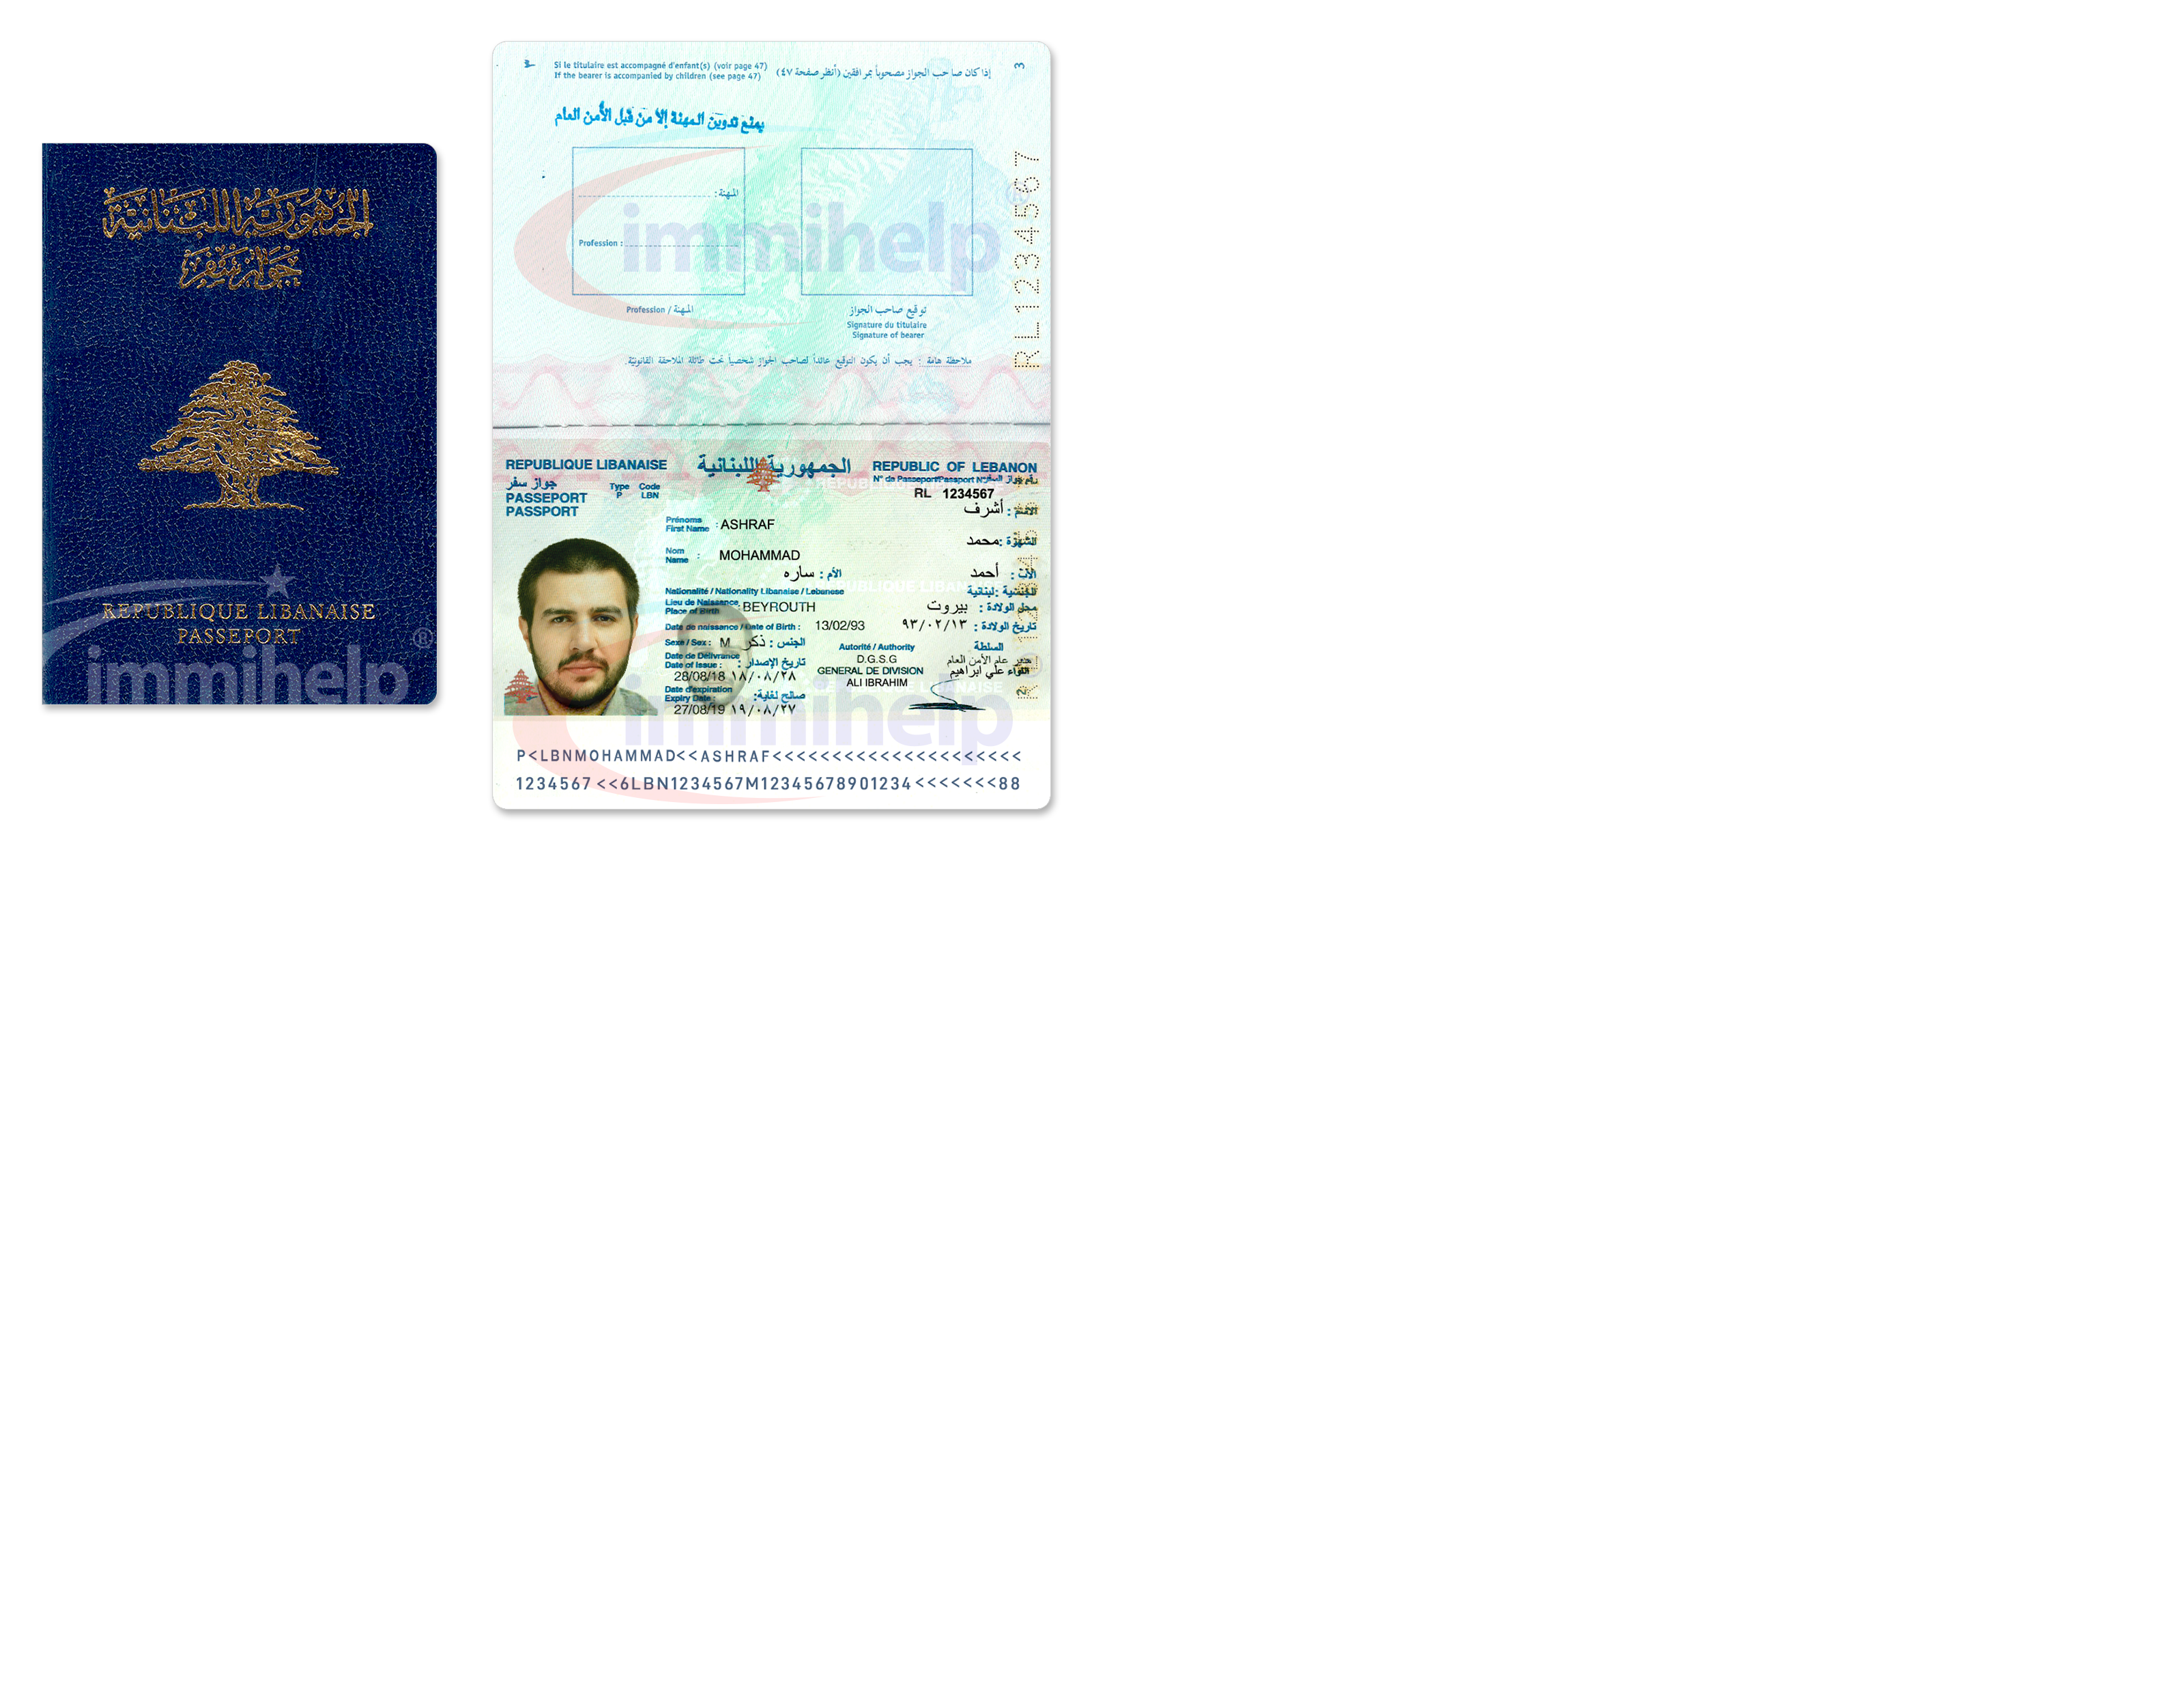 الجمهورية اللبنانية
جواز سفر
REPUBLIQUE LIBANAISE
PASSEPORT
immihelp®
٣
Si le titulaire est accompagné d'enfant(s) (voir page 47)
If the bearer is accompanied by children (see page 47)
إذا كان صاحب الجواز مصحوباً بمرافقين (أنظر صفحة ٤٧)
3
يمنع تدوين المهنة إلا من قبل الأمن العام
المهنة :
Profession :
immihelp
RL1234567
Profession / المهنة
توقيع صاحب الجواز
Signature du titulaire
Signature of bearer
ملاحظة هامة : يجب أن يكون التوقيع عائداً لصاحب الجواز شخصياً تحت طائلة الملاحقة القانونيّة.
REPUBLIQUE LIBANAISE
الجمهورية اللبنانية
REPUBLIC OF LEBANON
جواز سفر
PASSEPORT
PASSPORT
Type
P
Code
LBN
N° de Passeport/Passport N° رقم جواز السفر
RL 1234567
الاسم : أشرف
Prénoms
First Name : ASHRAF
الشهرة : محمد
Nom
Name : MOHAMMAD
الأب : أحمد
الأم : ساره
Nationalité / Nationality Libanaise / Lebanese
الجنسية : لبنانية
Lieu de Naissance
Place of Birth BEYROUTH
محل الولادة : بيروت
Date de naissance / Date of Birth : 13/02/93
تاريخ الولادة : ٩٣/٠٢/١٣
Sexe / Sex : M ذكر : الجنس
Autorité / Authority
السلطة
D.G.S.G
GENERAL DE DIVISION
ALI IBRAHIM
مدير عام الأمن العام
اللواء علي ابراهيم
Date de Délivrance
Date of Issue : تاريخ الإصدار :
28/08/18 ١٨/٠٨/٢٨
Date d'expiration
Expiry Date : صالح لغاية:
27/08/19 ١٩/٠٨/٢٧
immihelp
P<LBNMOHAMMAD<<ASHRAF<<<<<<<<<<<<<<<<<<<<<
1234567<<6LBN1234567M12345678901234<<<<<<<88